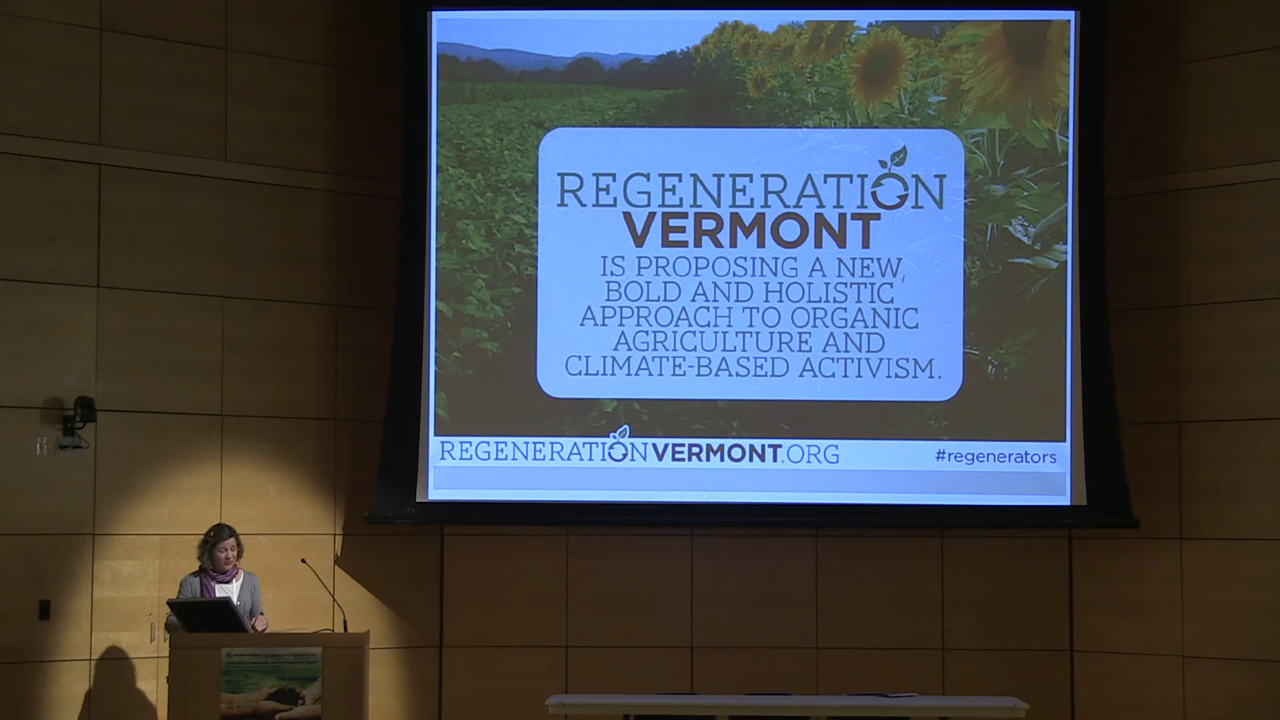 REGENERATION
VERMONT
IS PROPOSING A NEW,
BOLD AND HOLISTIC
APPROACH TO ORGANIC
AGRICULTURE AND
CLIMATE-BASED ACTIVISM.
REGENERATIONVERMONT.ORG
#regenerators